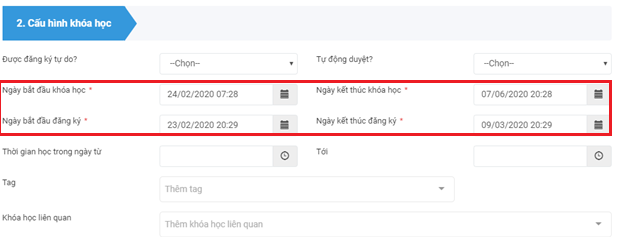 2. Cấu hình khóa học
Được đăng ký tự do? --Chọn-- Tự động duyệt? --Chọn--
Ngày bắt đầu khóa học * 24/02/2020 07:28 Ngày kết thúc khóa học * 07/06/2020 20:28
Ngày bắt đầu đăng ký * 23/02/2020 20:29 Ngày kết thúc đăng ký * 09/03/2020 20:29
Thời gian học trong ngày từ Tới
Tag Thêm tag
Khóa học liên quan Thêm khóa học liên quan